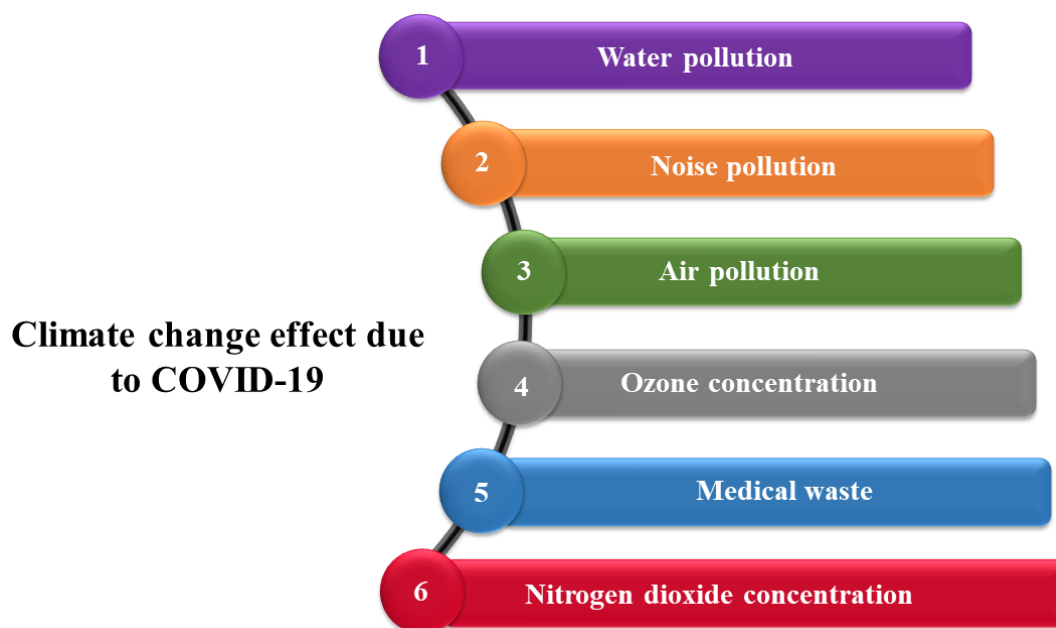 1
Water pollution
2
Noise pollution
3
Air pollution
Climate change effect due
to COVID-19
4
Ozone concentration
5
Medical waste
6
Nitrogen dioxide concentration